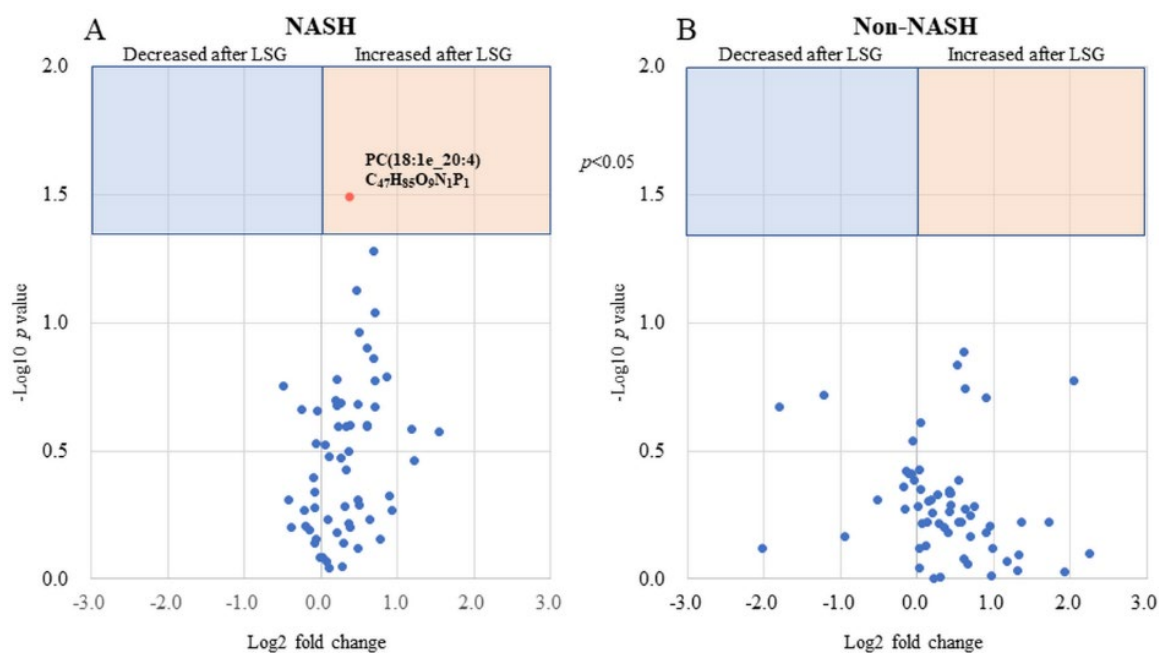 A
NASH
Decreased after LSG
Increased after LSG
2.0
1.5
1.0
0.5
0.0
-Log10 p value
PC(18:1e_20:4)
C₄₇H₈₅O₉N₁P₁
-3.0 -2.0 -1.0 0.0 1.0 2.0 3.0
Log2 fold change
p<0.05
B
Non-NASH
Decreased after LSG
Increased after LSG
2.0
1.5
1.0
0.5
0.0
-Log10 p value
-3.0 -2.0 -1.0 0.0 1.0 2.0 3.0
Log2 fold change